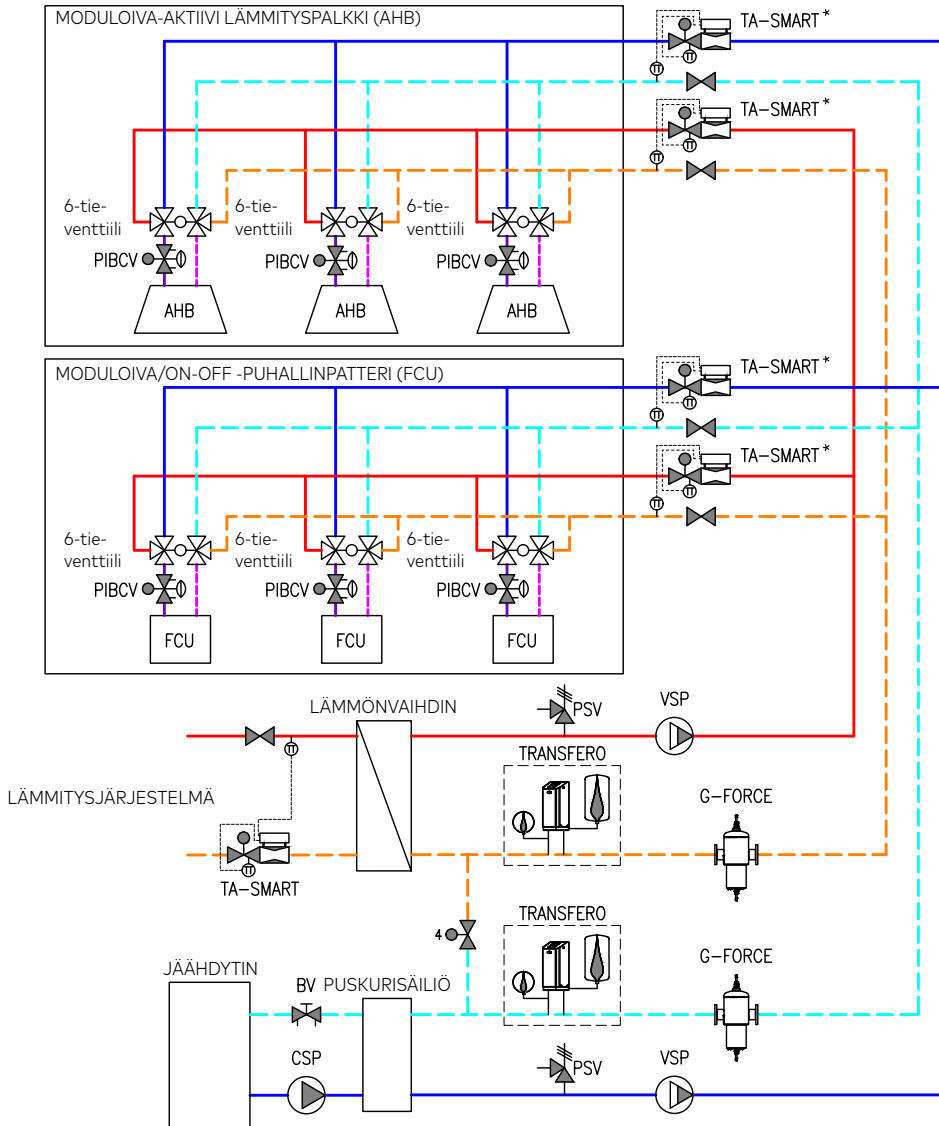 MODULOIVA-AKTIIVI LÄMMITYSPALKKI (AHB)
TA-SMART *
TA-SMART *
6-tie-
venttiili
6-tie-
venttiili
6-tie-
venttiili
PIBCV
PIBCV
PIBCV
AHB
AHB
AHB
MODULOIVA/ON-OFF -PUHALLINPATTERI (FCU)
TA-SMART *
TA-SMART *
6-tie-
venttiili
6-tie-
venttiili
6-tie-
venttiili
PIBCV
PIBCV
PIBCV
FCU
FCU
FCU
LÄMMÖNVAIHDIN
PSV
VSP
TRANSFERO
G-FORCE
LÄMMITYSJÄRJESTELMÄ
TA-SMART
4
TRANSFERO
G-FORCE
JÄÄHDYTIN
BV PUSKURISÄILIÖ
CSP
PSV
VSP